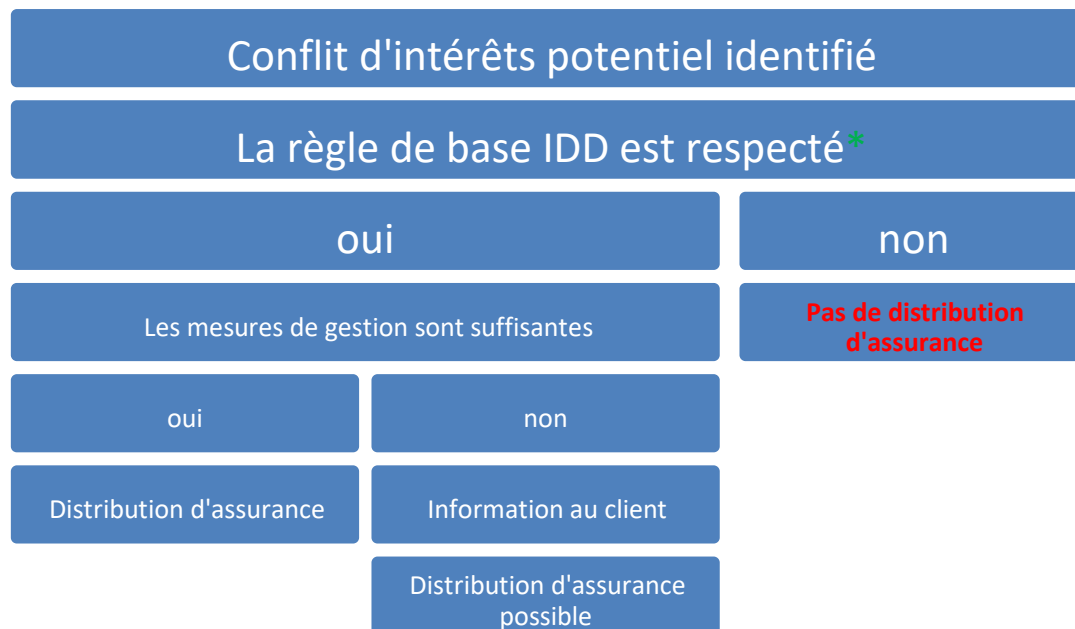 Conflit d'intérêts potentiel identifié
La règle de base IDD est respecté*
oui
non
Les mesures de gestion sont suffisantes
Pas de distribution
d'assurance
oui
non
Distribution d'assurance
Information au client
Distribution d'assurance
possible